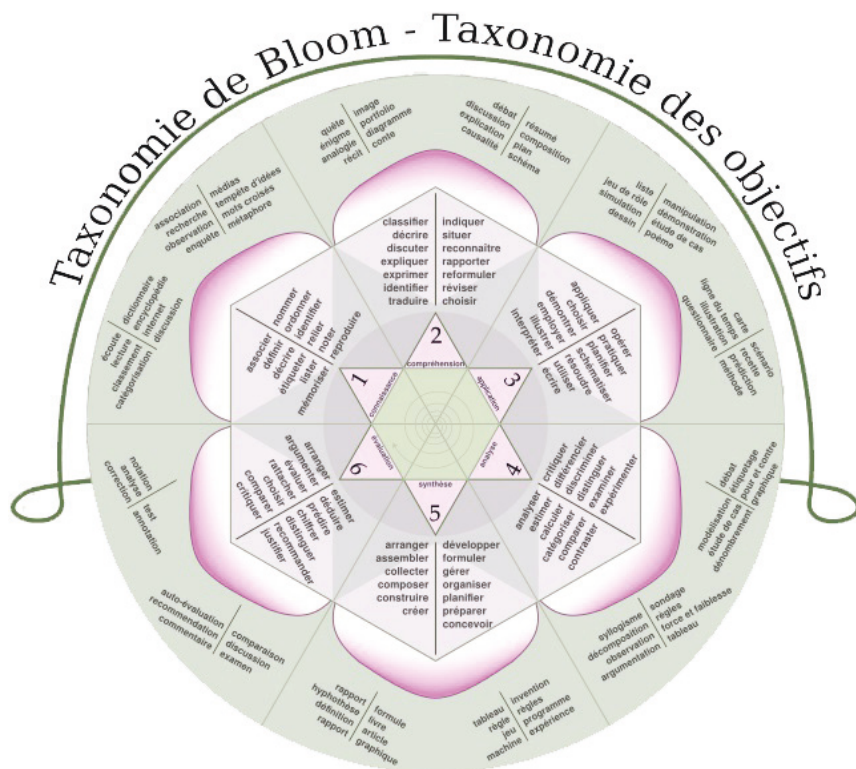 Taxonomie de Bloom - Taxonomie des objectifs
quête
énigme
analogie
récit
image
portfolio
diagramme
conte
débat
discussion
explication
causalité
résumé
composition
plan
schéma
association
recherche
observation
enquête
médias
tempête d'idées
mots croisés
métaphore
liste
jeu de rôle
simulation
dessin
manipulation
démonstration
étude de cas
poème
écoute
lecture
classement
catégorisation
dictionnaire
encyclopédie
internet
discussion
carte
ligne du temps
illustration
questionnaire
scénario
recette
prédiction
méthode
classifier
décrire
discuter
expliquer
exprimer
identifier
traduire
indiquer
situer
reconnaître
rapporter
reformuler
réviser
choisir
associer
définir
décrire
étiqueter
lister
mémoriser
nommer
ordonner
identifier
relier
noter
reproduire
appliquer
choisir
démontrer
employer
illustrer
interpréter
opérer
pratiquer
planifier
schématiser
résoudre
utiliser
écrire
2
compréhension
1
connaissance
3
application
6
évaluation
4
analyse
synthèse
5
arranger
argumenter
évaluer
rattacher
choisir
comparer
critiquer
estimer
déduire
prédire
chiffrer
distinguer
recommander
justifier
critiquer
différencier
discriminer
distinguer
examiner
expérimenter
analyser
estimer
calculer
catégoriser
comparer
contraster
arranger
assembler
collecter
composer
construire
créer
développer
formuler
gérer
organiser
planifier
préparer
concevoir
notation
analyse
correction
test
annotation
débat
étiquetage
pour et contre
graphique
modélisation
étude de cas
dénombrement
auto-évaluation
recommendation
commentaire
comparaison
discussion
examen
syllogisme
décomposition
observation
argumentation
sondage
règles
force et faiblesse
tableau
rapport
hyphothèse
définition
rapport
formule
livre
article
graphique
tableau
règle
jeu
machine
invention
règles
programme
expérience